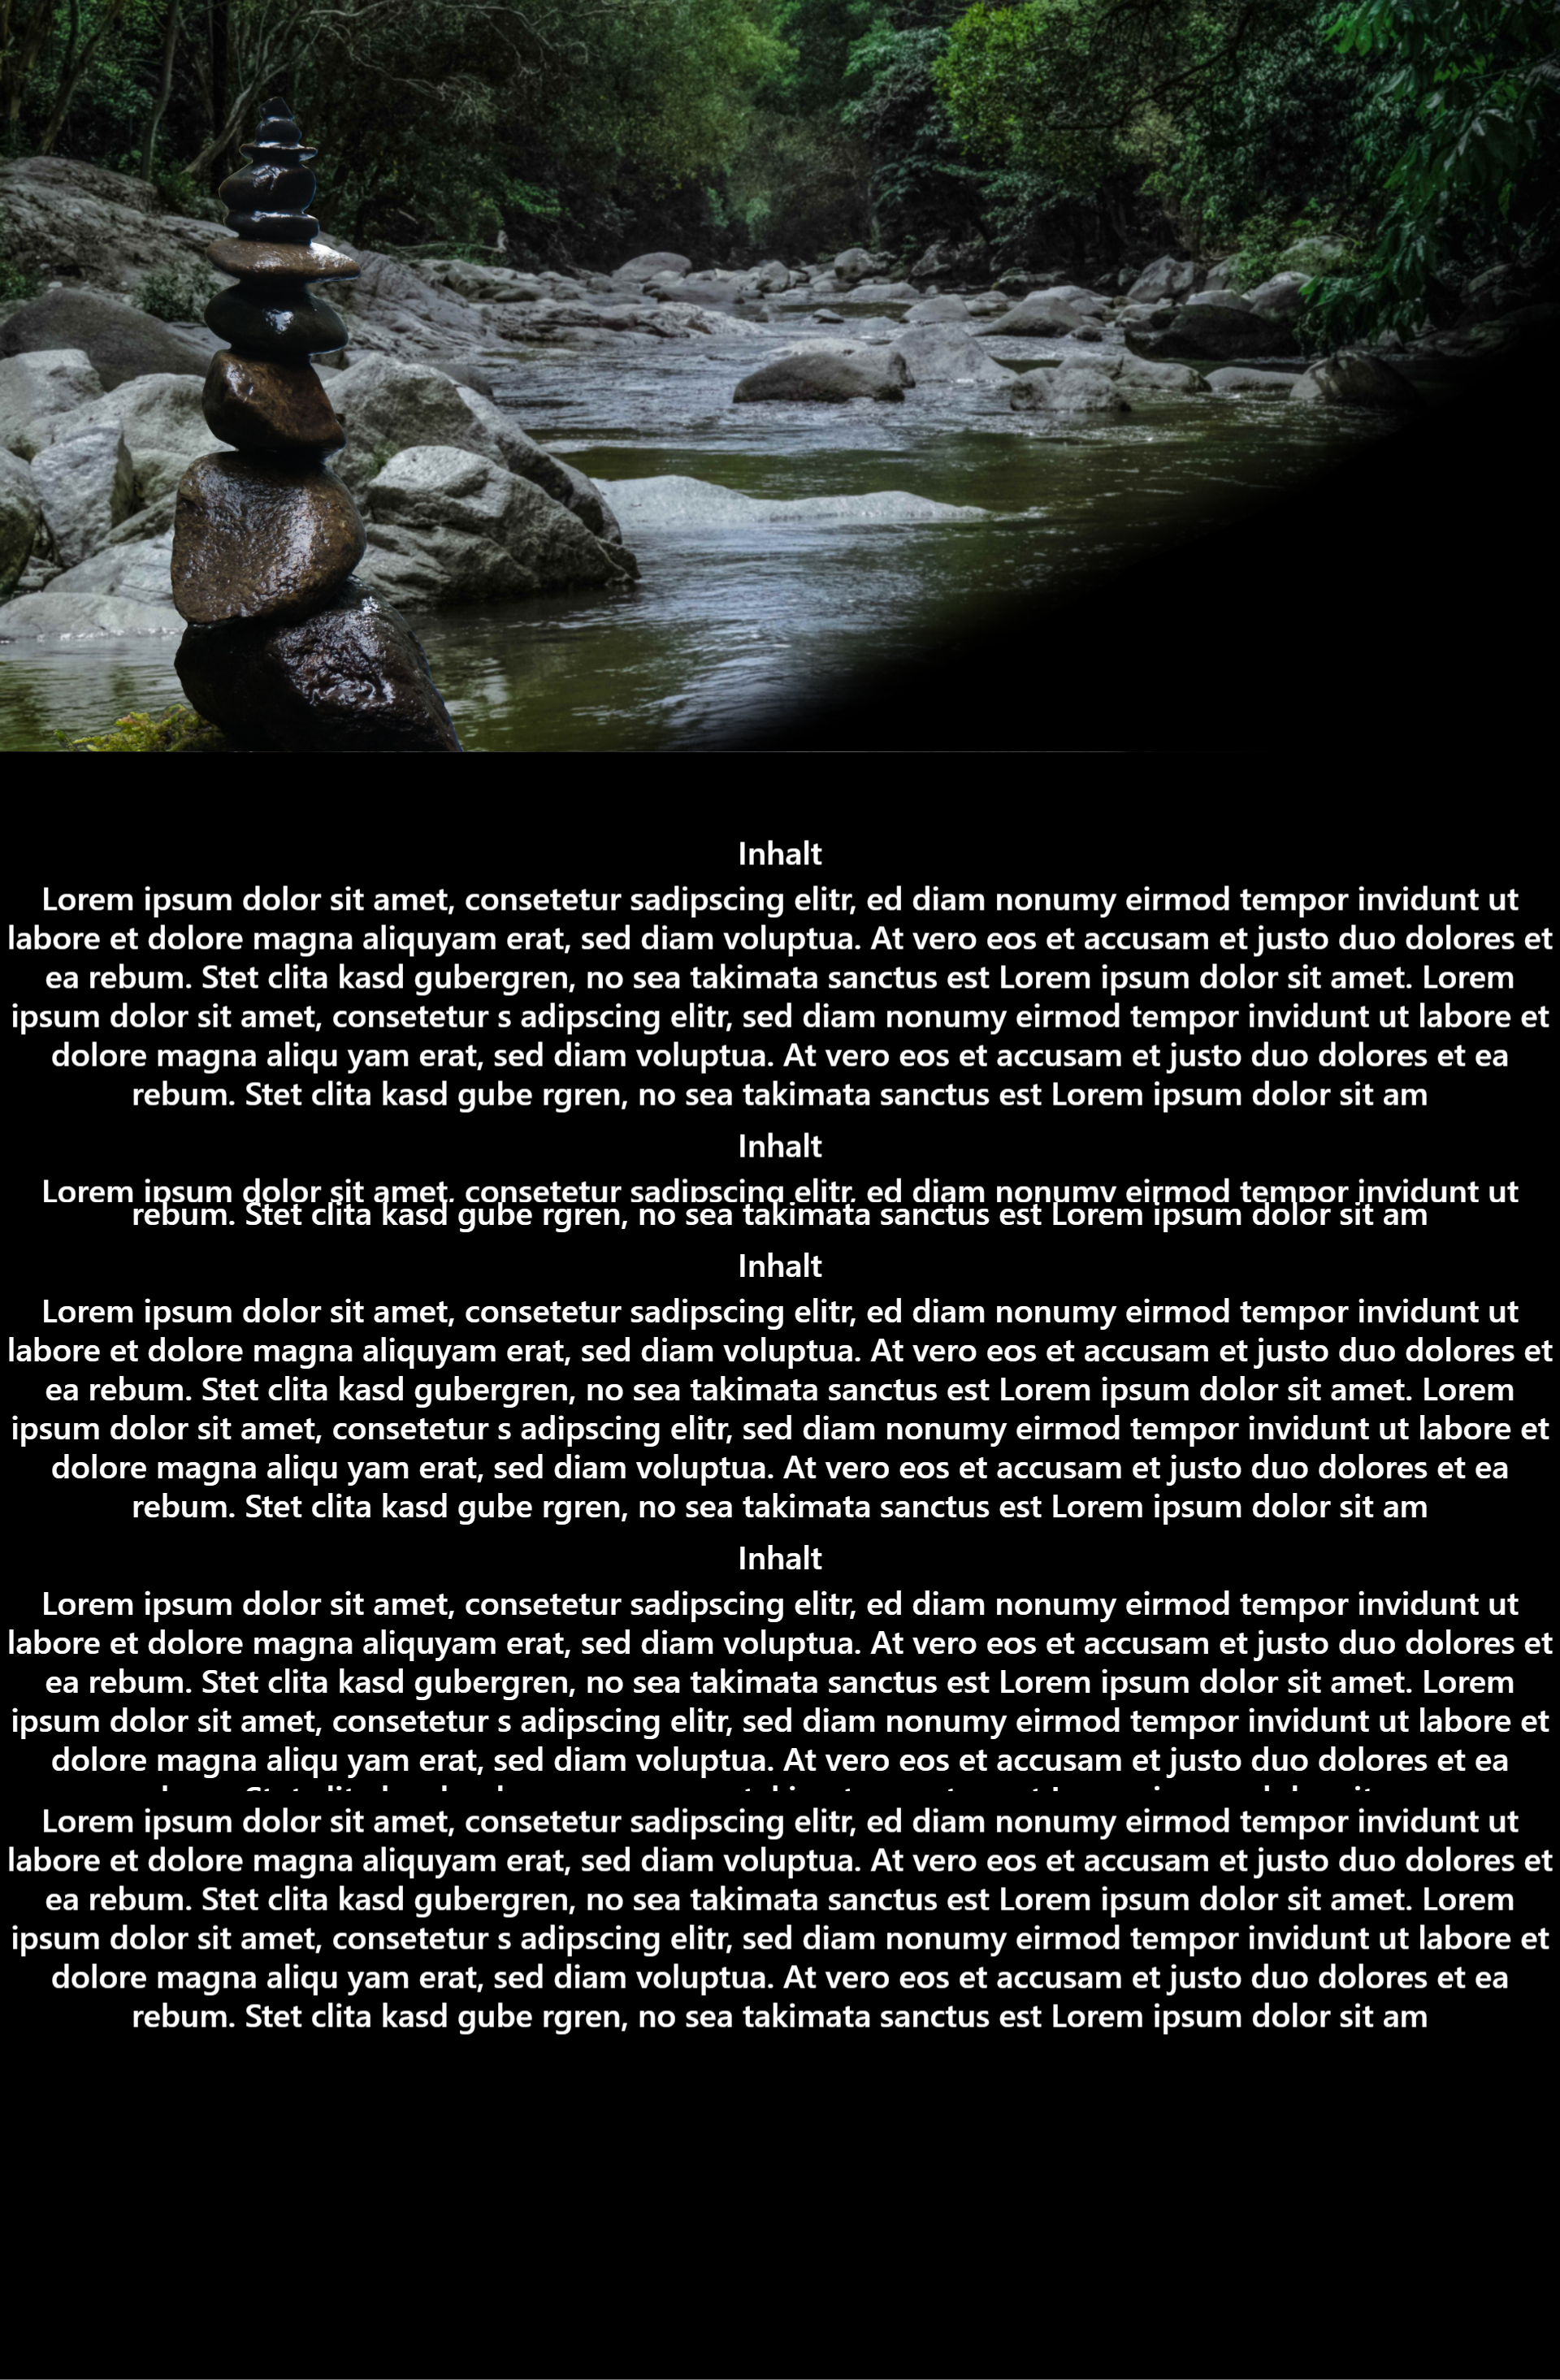 Inhalt
Lorem ipsum dolor sit amet, consetetur sadipscing elitr, ed diam nonumy eirmod tempor invidunt ut
labore et dolore magna aliquyam erat, sed diam voluptua. At vero eos et accusam et justo duo dolores et
ea rebum. Stet clita kasd gubergren, no sea takimata sanctus est Lorem ipsum dolor sit amet. Lorem
ipsum dolor sit amet, consetetur s adipscing elitr, sed diam nonumy eirmod tempor invidunt ut labore et
dolore magna aliqu yam erat, sed diam voluptua. At vero eos et accusam et justo duo dolores et ea
rebum. Stet clita kasd gube rgren, no sea takimata sanctus est Lorem ipsum dolor sit am
Inhalt
Lorem ipsum dolor sit amet, consetetur sadipscing elitr, ed diam nonumy eirmod tempor invidunt ut
rebum. Stet clita kasd gube rgren, no sea takimata sanctus est Lorem ipsum dolor sit am
Inhalt
Lorem ipsum dolor sit amet, consetetur sadipscing elitr, ed diam nonumy eirmod tempor invidunt ut
labore et dolore magna aliquyam erat, sed diam voluptua. At vero eos et accusam et justo duo dolores et
ea rebum. Stet clita kasd gubergren, no sea takimata sanctus est Lorem ipsum dolor sit amet. Lorem
ipsum dolor sit amet, consetetur s adipscing elitr, sed diam nonumy eirmod tempor invidunt ut labore et
dolore magna aliqu yam erat, sed diam voluptua. At vero eos et accusam et justo duo dolores et ea
rebum. Stet clita kasd gube rgren, no sea takimata sanctus est Lorem ipsum dolor sit am
Inhalt
Lorem ipsum dolor sit amet, consetetur sadipscing elitr, ed diam nonumy eirmod tempor invidunt ut
labore et dolore magna aliquyam erat, sed diam voluptua. At vero eos et accusam et justo duo dolores et
ea rebum. Stet clita kasd gubergren, no sea takimata sanctus est Lorem ipsum dolor sit amet. Lorem
ipsum dolor sit amet, consetetur s adipscing elitr, sed diam nonumy eirmod tempor invidunt ut labore et
dolore magna aliqu yam erat, sed diam voluptua. At vero eos et accusam et justo duo dolores et ea
Lorem ipsum dolor sit amet, consetetur sadipscing elitr, ed diam nonumy eirmod tempor invidunt ut
labore et dolore magna aliquyam erat, sed diam voluptua. At vero eos et accusam et justo duo dolores et
ea rebum. Stet clita kasd gubergren, no sea takimata sanctus est Lorem ipsum dolor sit amet. Lorem
ipsum dolor sit amet, consetetur s adipscing elitr, sed diam nonumy eirmod tempor invidunt ut labore et
dolore magna aliqu yam erat, sed diam voluptua. At vero eos et accusam et justo duo dolores et ea
rebum. Stet clita kasd gube rgren, no sea takimata sanctus est Lorem ipsum dolor sit am